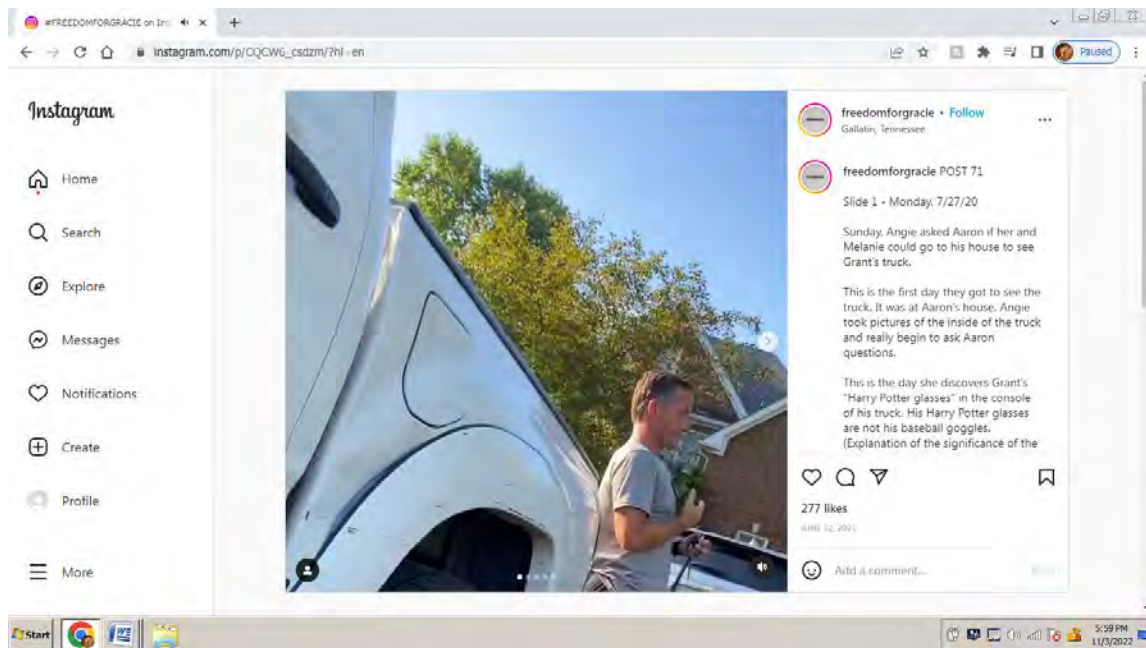 #FREEDOMFORGRACIE on Ins
instagram.com/p/CQCW6_csdzm/?hl=en
Paused
Instagram
Home
Search
Explore
Messages
Notifications
Create
Profile
More
freedomforgracie • Follow
Gallatin, Tennessee
freedomforgracie POST 71
Slide 1 - Monday, 7/27/20
Sunday, Angie asked Aaron if her and
Melanie could go to his house to see
Grant's truck.
This is the first day they got to see the
truck. It was at Aaron's house. Angie
took pictures of the inside of the truck
and really begin to ask Aaron
questions.
This is the day she discovers Grant's
"Harry Potter glasses" in the console
of his truck. His Harry Potter glasses
are not his baseball goggles.
(Explanation of the significance of the
277 likes
JUNE 12, 2021
Add a comment...
Start
5:59 PM
11/3/2022